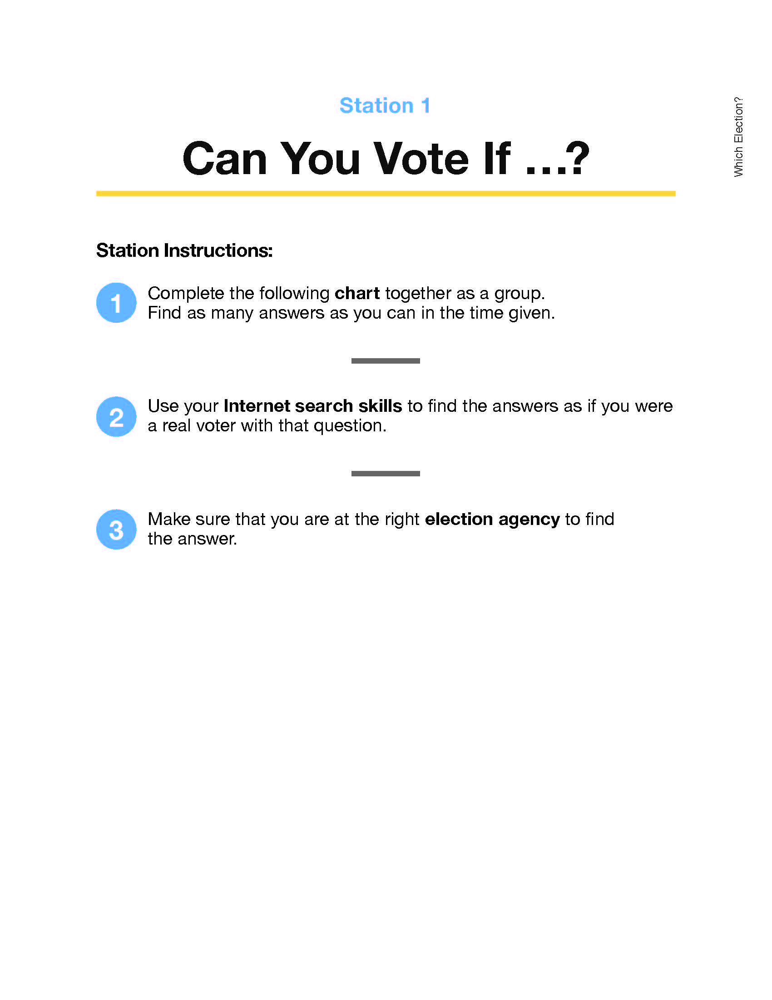 Which Election?
Station 1
Can You Vote If ...?
Station Instructions:
1
Complete the following chart together as a group.
Find as many answers as you can in the time given.
2
Use your Internet search skills to find the answers as if you were
a real voter with that question.
3
Make sure that you are at the right election agency to find
the answer.